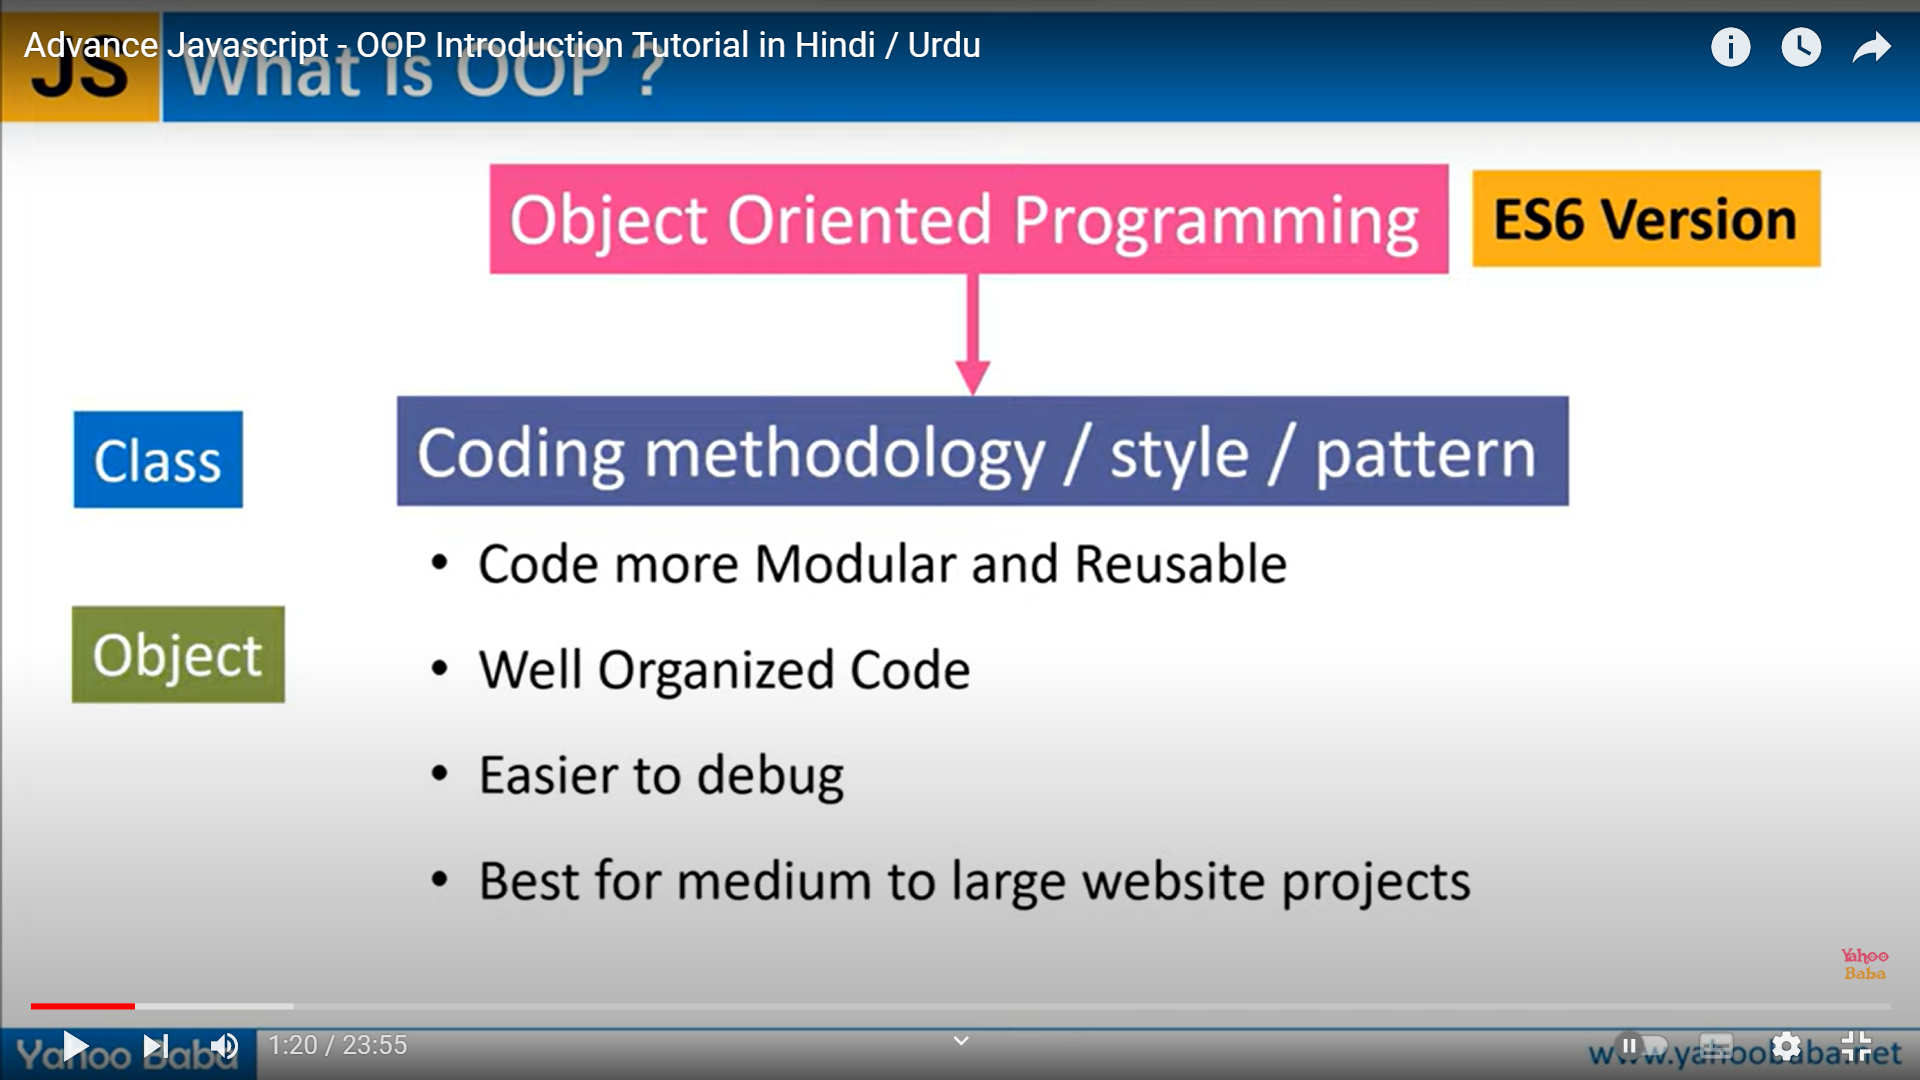 Advance Javascript - OOP Introduction Tutorial in Hindi / Urdu
JS What is OOP ?
Object Oriented Programming
ES6 Version
Class
Coding methodology / style / pattern
• Code more Modular and Reusable
Object
• Well Organized Code
• Easier to debug
• Best for medium to large website projects
Yahoo
Baba
Yahoo Baba
1:20 / 23:55
www.yahoobaba.net